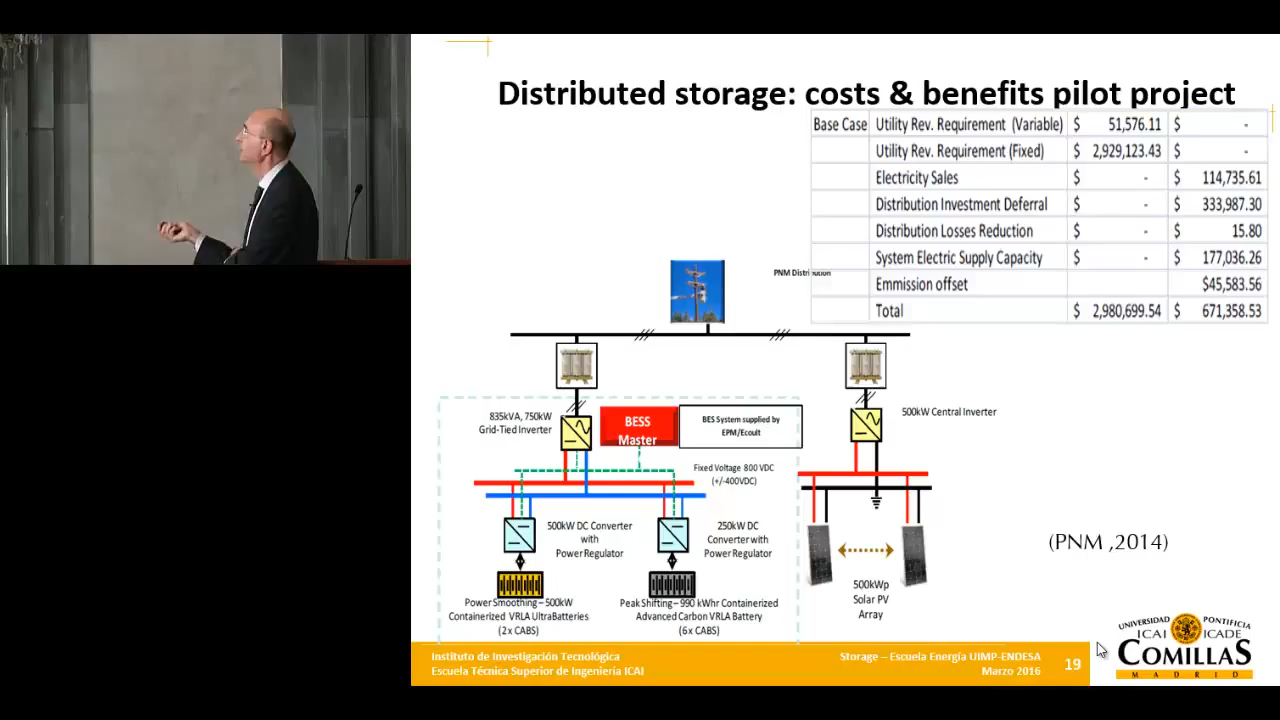 Distributed storage: costs & benefits pilot project
Base Case Utility Rev. Requirement (Variable) $ 51,576.11 $ -
Utility Rev. Requirement (Fixed) $ 2,929,123.43 $ -
Electricity Sales $ - $ 114,735.61
Distribution Investment Deferral $ - $ 333,987.30
Distribution Losses Reduction $ - $ 15.80
System Electric Supply Capacity $ - $ 177,036.26
Emmission offset $45,583.56
Total $ 2,980,699.54 $ 671,358.53
PNM Distribution
835kVA, 750kW
Grid-Tied Inverter
BESS
Master
BES System supplied by
EPM/Ecoult
500kW Central Inverter
Fixed Voltage 800 VDC
(+/-400VDC)
500kW DC Converter
with
Power Regulator
250kW DC
Converter with
Power Regulator
Power Smoothing – 500kW
Containerized VRLA UltraBatteries
(2 x CABS)
Peak Shifting – 990 kWhr Containerized
Advanced Carbon VRLA Battery
(6 x CABS)
500kWp
Solar PV
Array
(PNM ,2014)
Instituto de Investigación Tecnológica
Escuela Técnica Superior de Ingeniería ICAI
Storage – Escuela Energía UIMP-ENDESA
Marzo 2016
19
UNIVERSIDAD PONTIFICIA
ICAI ICADE
COMILLAS
MADRID